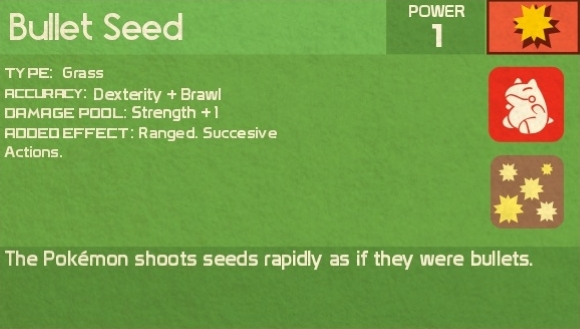 Bullet Seed
POWER
1
TYPE: Grass
ACCURACY: Dexterity + Brawl
DAMAGE POOL: Strength +1
ADDED EFFECT: Ranged. Succesive
Actions.
The Pokémon shoots seeds rapidly as if they were bullets.